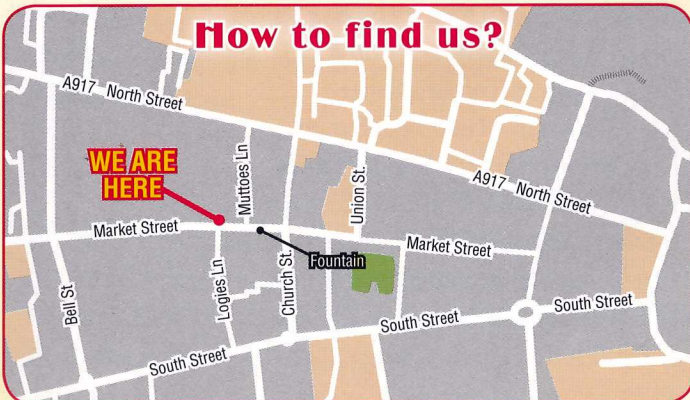 How to find us?
A917 North Street
WE ARE
HERE
Muttoes Ln
Union St.
A917 North Street
Market Street
Market Street
Fountain
Logies Ln
Church St.
Bell St
South Street
South Street
South Street